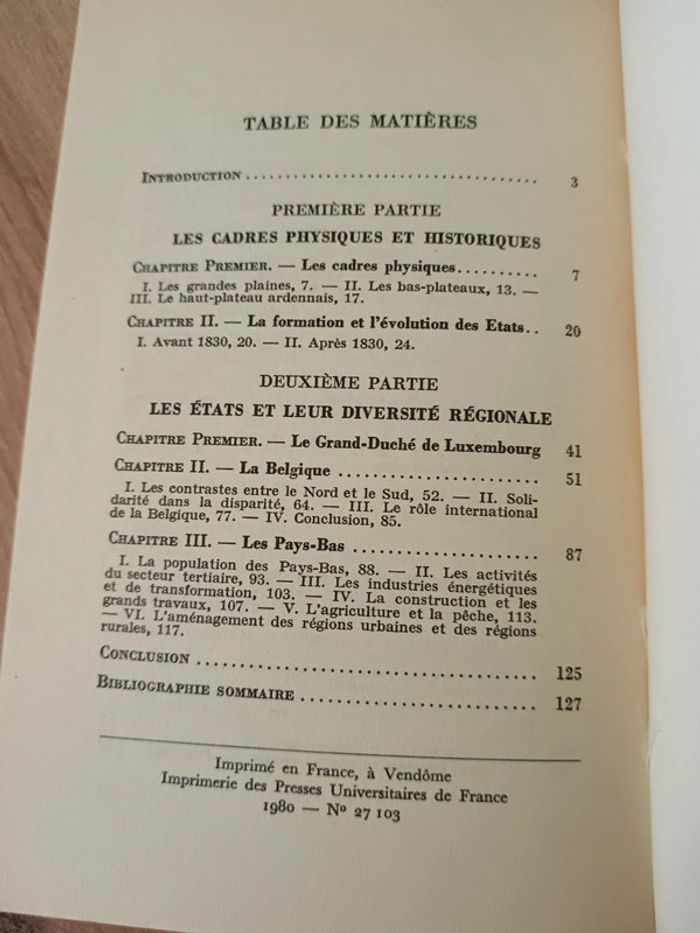 TABLE DES MATIÈRES
INTRODUCTION ........................................ 3
PREMIÈRE PARTIE
LES CADRES PHYSIQUES ET HISTORIQUES
CHAPITRE PREMIER. — Les cadres physiques.......... 7
I. Les grandes plaines, 7. — II. Les bas-plateaux, 13. —
III. Le haut-plateau ardennais, 17.
CHAPITRE II. — La formation et l'évolution des Etats.. 20
I. Avant 1830, 20. — II. Après 1830, 24.
DEUXIÈME PARTIE
LES ÉTATS ET LEUR DIVERSITÉ RÉGIONALE
CHAPITRE PREMIER. — Le Grand-Duché de Luxembourg 41
CHAPITRE II. — La Belgique ........................ 51
I. Les contrastes entre le Nord et le Sud, 52. — II. Soli-
darité dans la disparité, 64. — III. Le rôle international
de la Belgique, 77. — IV. Conclusion, 85.
CHAPITRE III. — Les Pays-Bas ...................... 87
I. La population des Pays-Bas, 88. — II. Les activités
du secteur tertiaire, 93. — III. Les industries énergétiques
et de transformation, 103. — IV. La construction et les
grands travaux, 107. — V. L'agriculture et la pêche, 113.
— VI. L'aménagement des régions urbaines et des régions
rurales, 117.
CONCLUSION ........................................ 125
BIBLIOGRAPHIE SOMMAIRE ............................ 127
Imprimé en France, à Vendôme
Imprimerie des Presses Universitaires de France
1980 — Nº 27 103